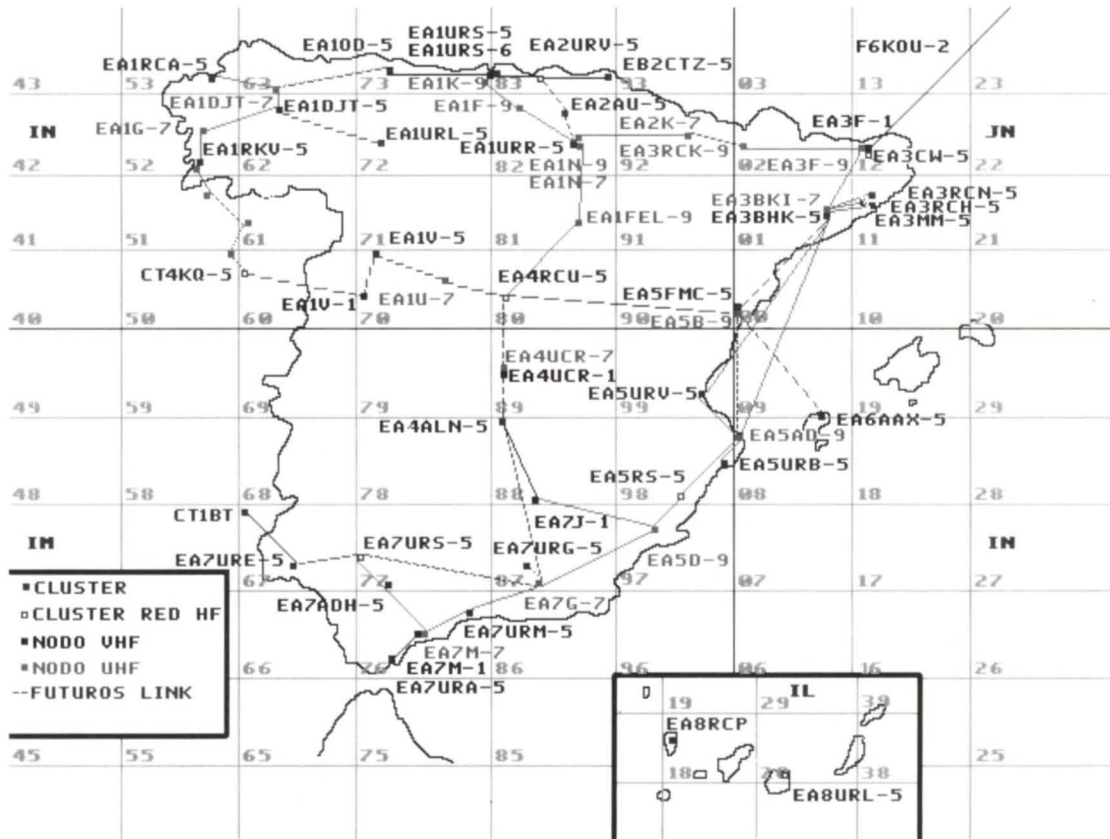 EA1URS-5
EA1OD-5 EA1URS-6 EA2URV-5 F6KOU-2
EA1RCA-5 EB2CTZ-5
EA1K-9
43 63 73 83 93 03 13 23
EA1DJT-7 EA1DJT-5 EA1F-9 EA2AU-5
IN EA1G-7 EA2K-7 EA3F-1 JN
EA1URL-5
EA1RKV-5 EA1URR-5 EA3RCK-9 EA3CW-5
42 62 72 82 EA1N-9 92 02 EA3F-9 12 22
EA1N-7 EA3BKI-7 EA3RCN-5
EA3BHK-5 EA3RCH-5
EA1FEL-9 EA3MM-5
41 51 61 71 EA1V-5 81 91 01 11 21
CT4KQ-5 EA4RCU-5
EA5FMC-5
EA1V-1 EA1U-7
40 50 60 70 80 90 EA5B-9 00 10 20
EA4UCR-7
EA4UCR-1
EA5URV-5
49 59 69 79 89 99 09 19 29
EA4ALN-5 EA6AAX-5
EA5AD-9
EA5RS-5 EA5URB-5
48 58 68 78 88 98 08 18 28
CT1BT EA7J-1
IM EA7URS-5 EA7URG-5 EA5D-9 IN
EA7URE-5
67 77 87 97 07 17 27
CLUSTER
CLUSTER RED HF
NODO VHF
NODO UHF
--FUTUROS LINK
EA7ADH-5 EA7G-7
EA7URM-5
EA7M-7
66 76 EA7M-1 86 96 06 16 26
EA7URA-5
45 55 65 75 85 25
IL
19 29 39
EA8RCP
18 28 38
EA8URL-5